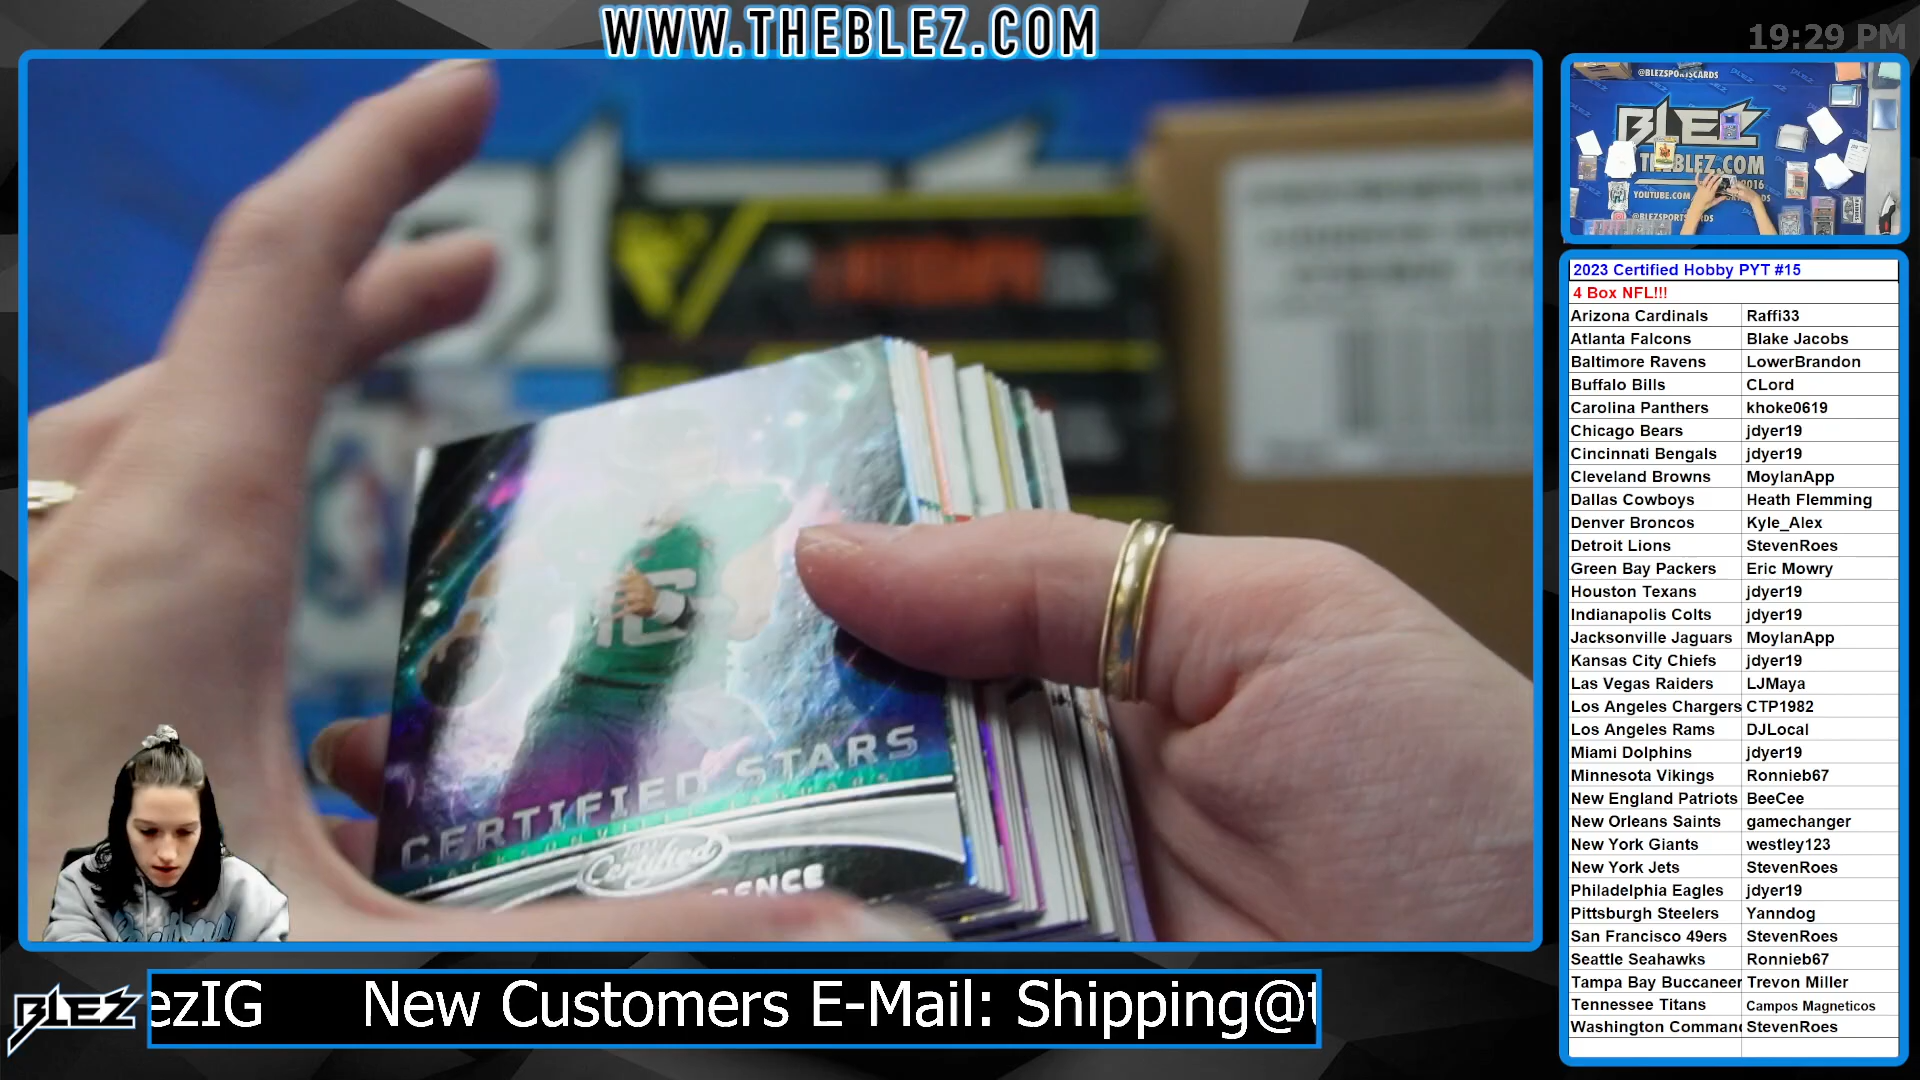 WWW.THEBLEZ.COM
19:29 PM
@BLEZSPORTSCARDS
BLEZ
THEBLEZ.COM
2016
YOUTUBE.COM
2023 Certified Hobby PYT #15
4 Box NFL!!!
Arizona Cardinals Raffi33
Atlanta Falcons Blake Jacobs
Baltimore Ravens LowerBrandon
Buffalo Bills CLord
Carolina Panthers khoke0619
Chicago Bears jdyer19
Cincinnati Bengals jdyer19
Cleveland Browns MoylanApp
Dallas Cowboys Heath Flemming
Denver Broncos Kyle_Alex
Detroit Lions StevenRoes
Green Bay Packers Eric Mowry
Houston Texans jdyer19
Indianapolis Colts jdyer19
Jacksonville Jaguars MoylanApp
Kansas City Chiefs jdyer19
Las Vegas Raiders LJMaya
Los Angeles Chargers CTP1982
Los Angeles Rams DJLocal
Miami Dolphins jdyer19
Minnesota Vikings Ronnieb67
New England Patriots BeeCee
New Orleans Saints gamechanger
New York Giants westley123
New York Jets StevenRoes
Philadelphia Eagles jdyer19
Pittsburgh Steelers Yanndog
San Francisco 49ers StevenRoes
Seattle Seahawks Ronnieb67
Tampa Bay Buccaneer Trevon Miller
Tennessee Titans Campos Magneticos
Washington Command StevenRoes
CERTIFIED STARS
JACKSONVILLE JAGUARS
Certified
RENCE
BLEZ
ezIG New Customers E-Mail: Shipping@t